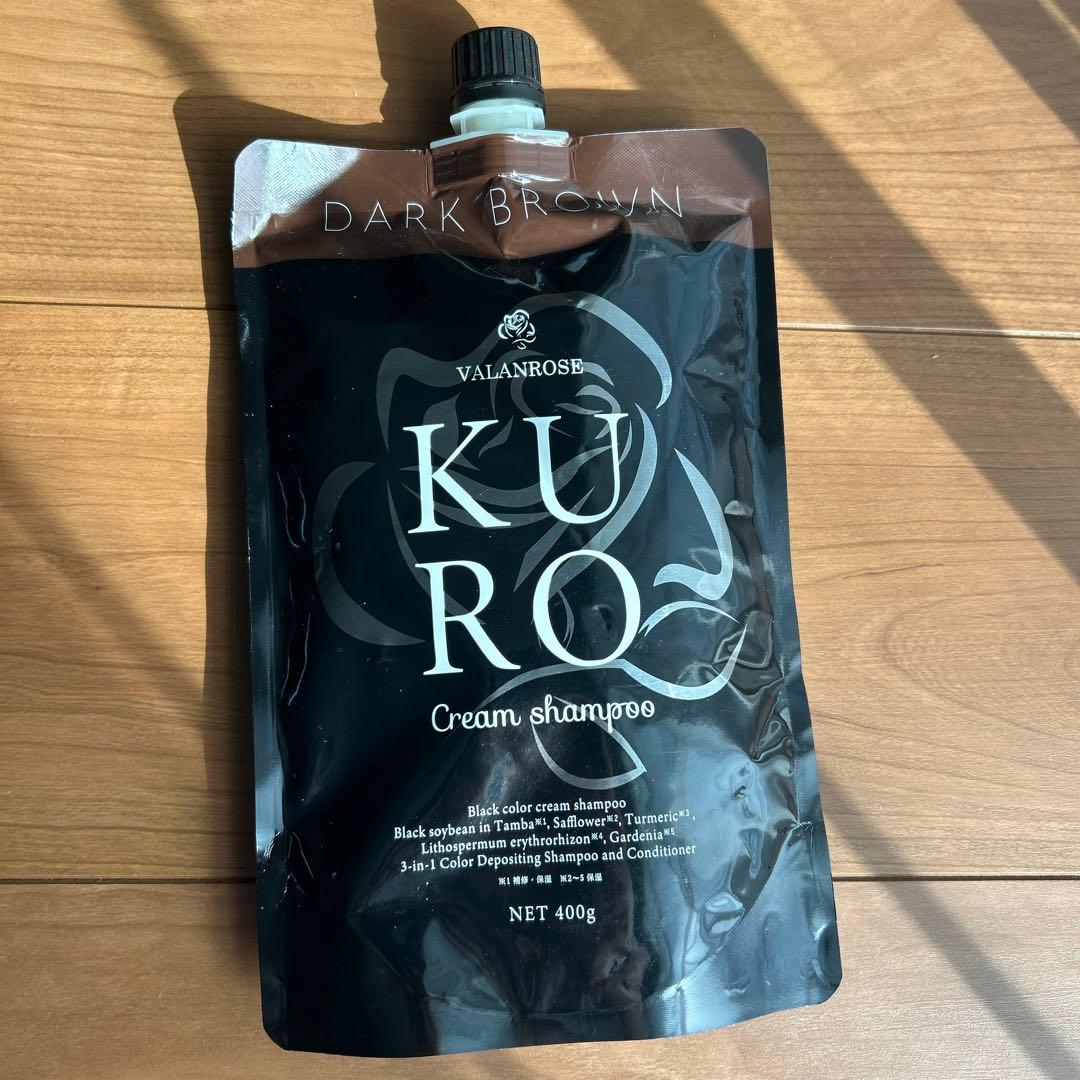 DARK BROWN
VALANROSE
KU
RO
Cream shampoo
Black color cream shampoo
Black soybean in Tamba※1, Safflower※2, Turmeric※3,
Lithospermum erythrorhizon※4, Gardenia※5
3-in-1 Color Depositing Shampoo and Conditioner
※1 補修・保湿 ※2～5 保湿
NET 400g